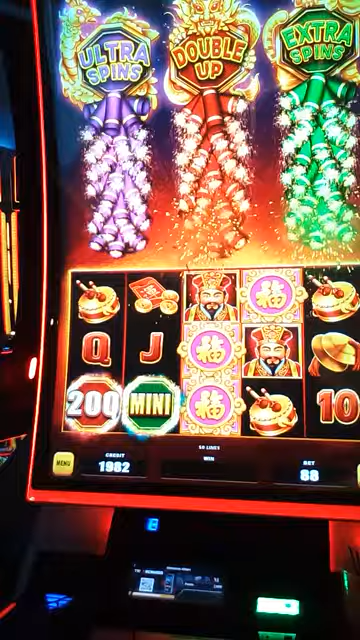 ULTRA
SPINS
DOUBLE
UP
EXTRA
SPINS
福
Q
J
福
200
MINI
福
10
MENU
CREDIT
1982
50 LINES
WIN
BET
88
E